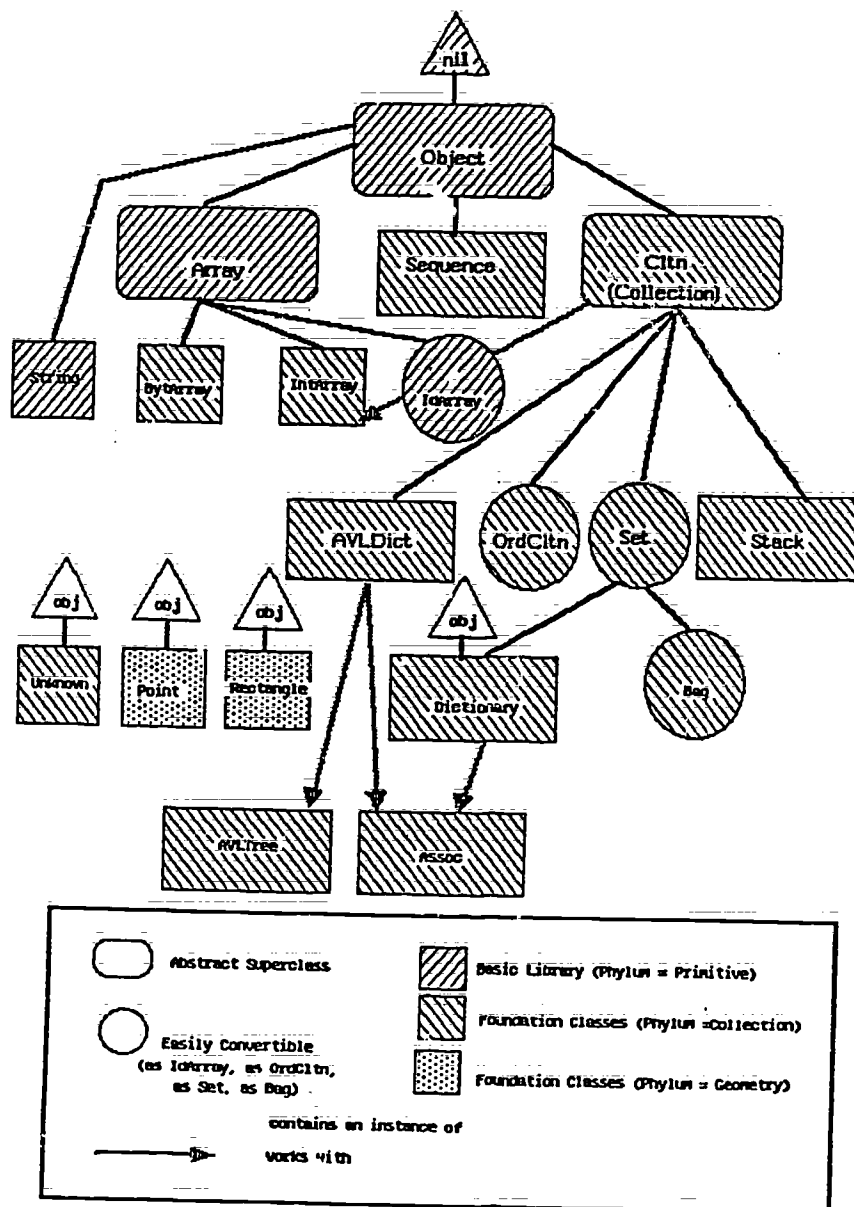 nil
Object
Array
Sequence
Cltn
(Collection)
String
BytArray
IntArray
IdArray
AVLDict
OrdCltn
Set
Stack
obj
obj
obj
obj
Unknown
Point
Rectangle
Dictionary
Bag
AVLTree
Assoc
Abstract Superclass
Basic Library (Phylum = Primitive)
Easily Convertible
(as IdArray, as OrdCltn,
as Set, as Bag)
Foundation Classes (Phylum =Collection)
Foundation Classes (Phylum = Geometry)
contains an instance of
works with